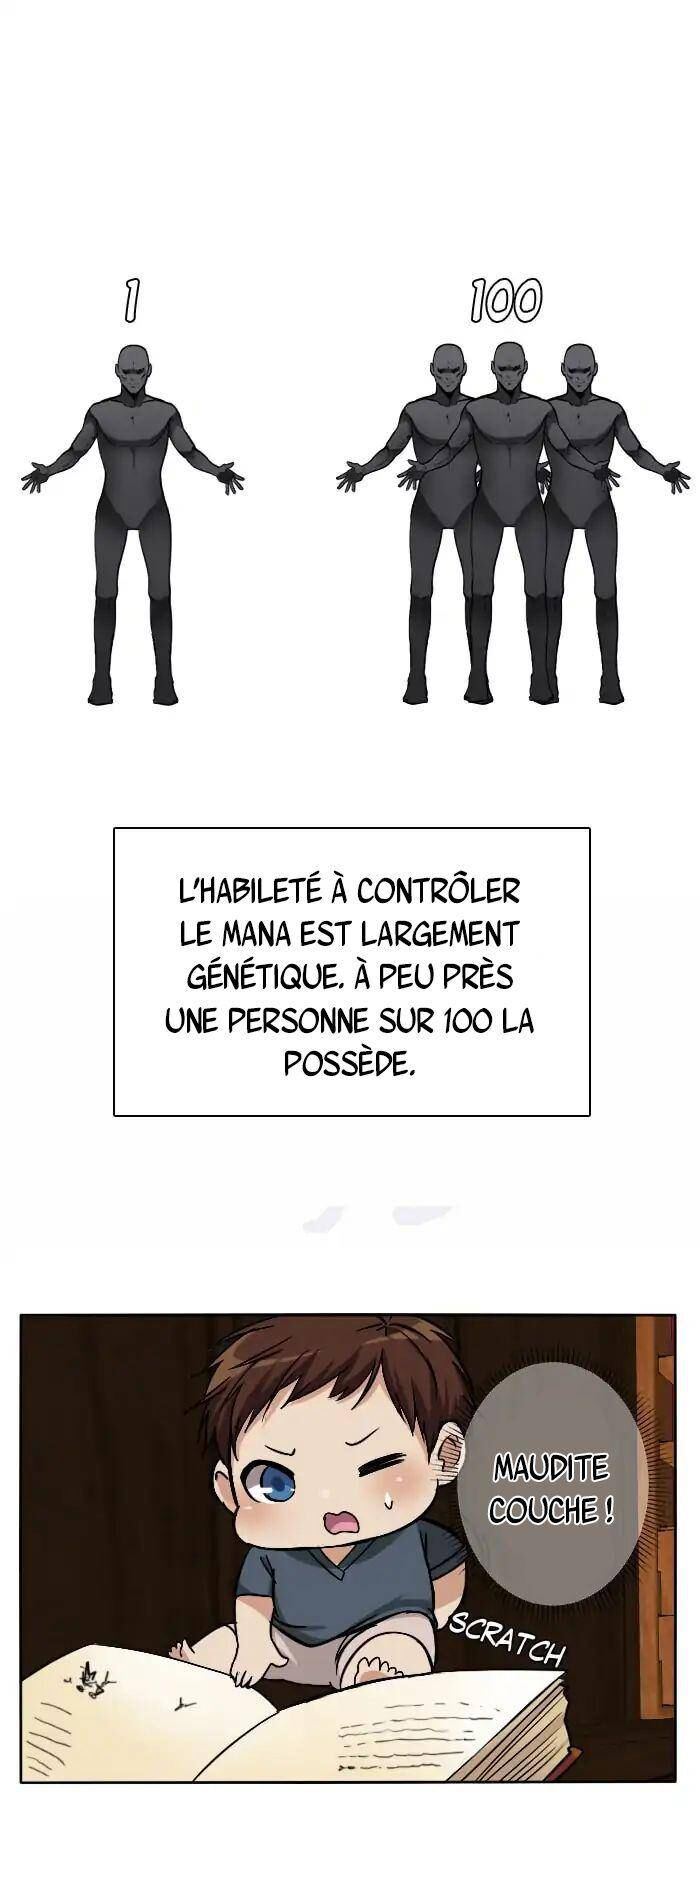 1 100
L'HABILETÉ À CONTRÔLER
LE MANA EST LARGEMENT
GÉNÉTIQUE. À PEU PRÈS
UNE PERSONNE SUR 100 LA
POSSÈDE.
MAUDITE
COUCHE !
SCRATCH